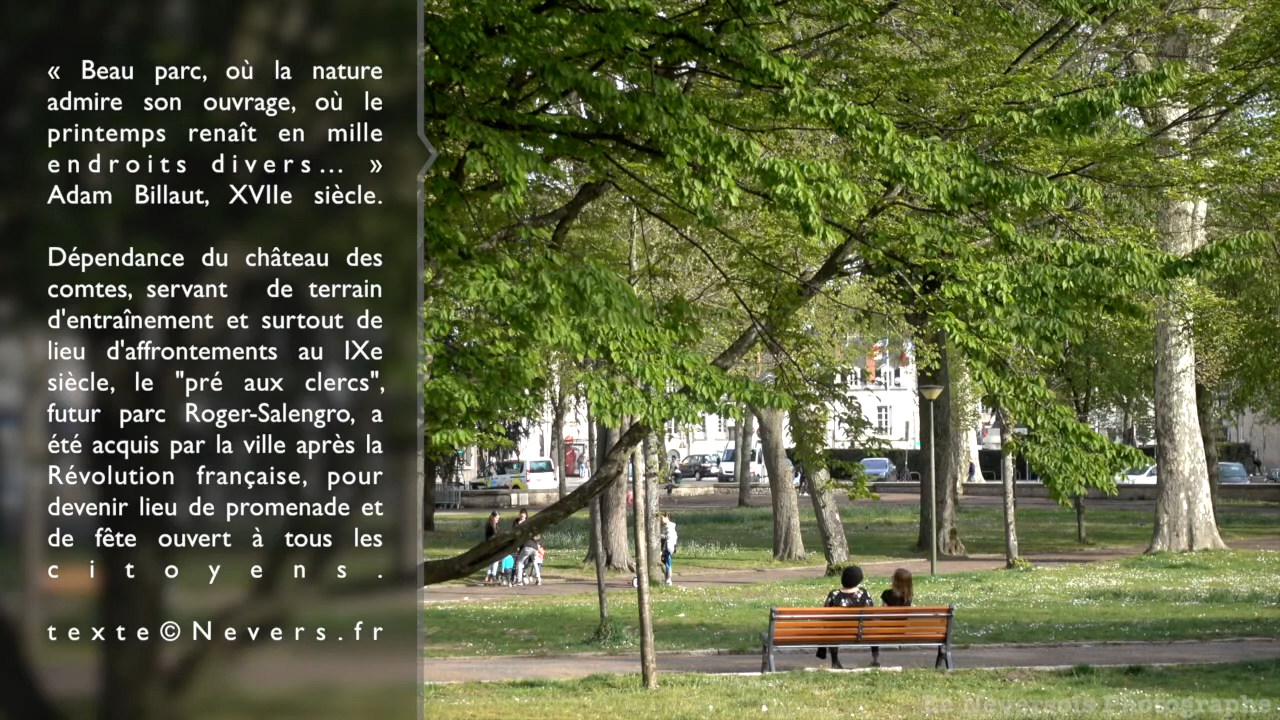 « Beau parc, où la nature
admire son ouvrage, où le
printemps renaît en mille
endroits divers... »
Adam Billaut, XVIIe siècle.
Dépendance du château des
comtes, servant de terrain
d'entraînement et surtout de
lieu d'affrontements au IXe
siècle, le "pré aux clercs",
futur parc Roger-Salengro, a
été acquis par la ville après la
Révolution française, pour
devenir lieu de promenade et
de fête ouvert à tous les
citoyens.
texte©Nevers.fr